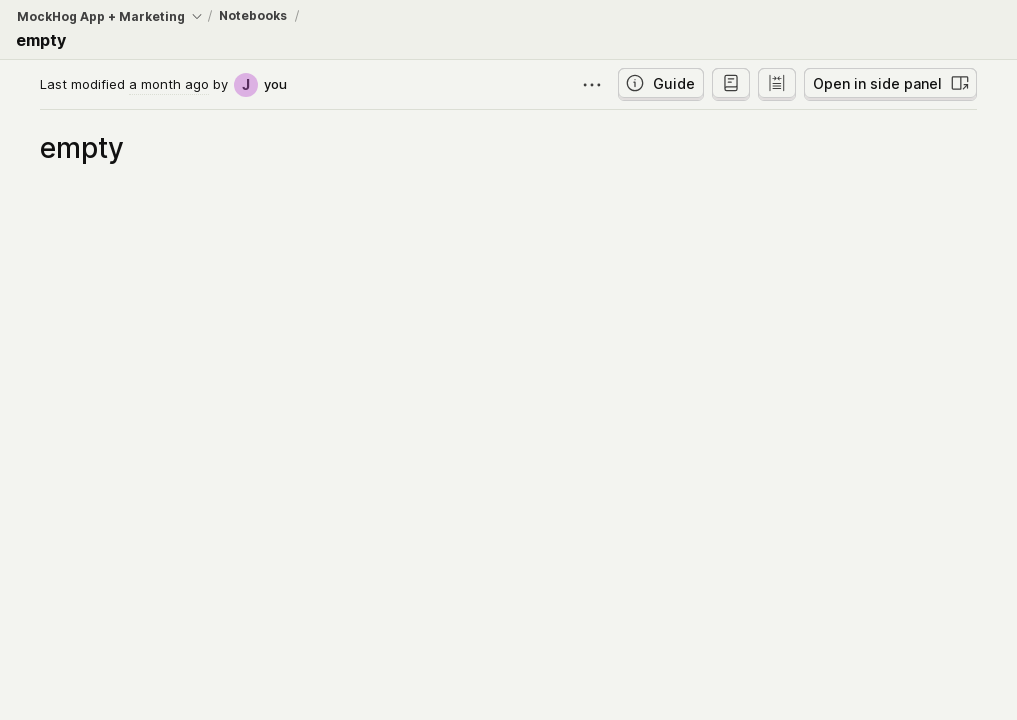 MockHog App + Marketing / Notebooks /
empty
Last modified a month ago by J you
Guide
Open in side panel
empty